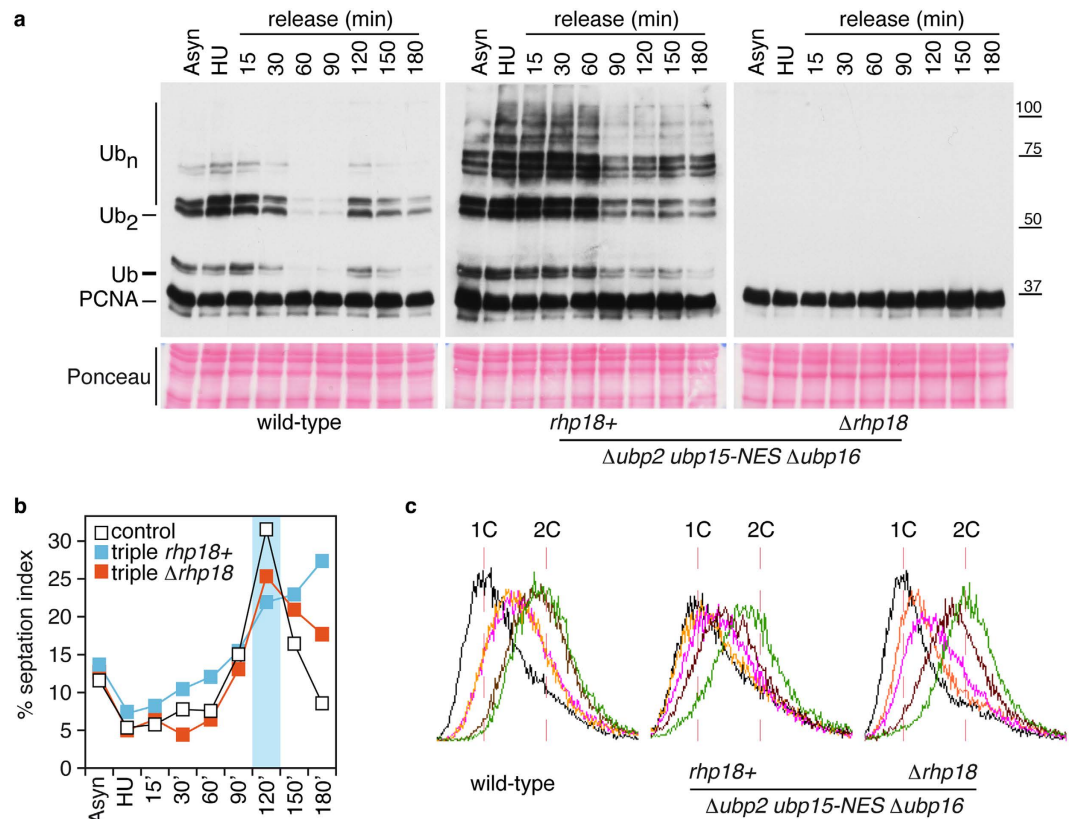 a
release (min) release (min) release (min)
Asyn HU 15 30 60 90 120 150 180 Asyn HU 15 30 60 90 120 150 180 Asyn HU 15 30 60 90 120 150 180
Ubn
Ub2
Ub
PCNA
100
75
50
37
Ponceau
wild-type rhp18+ Δrhp18
Δubp2 ubp15-NES Δubp16
b
% septation index
30
25
20
15
10
5
0
control
triple rhp18+
triple Δrhp18
Asyn HU 15’ 30’ 60’ 90’ 120’ 150’ 180’
c
1C 2C 1C 2C 1C 2C
wild-type rhp18+ Δrhp18
Δubp2 ubp15-NES Δubp16